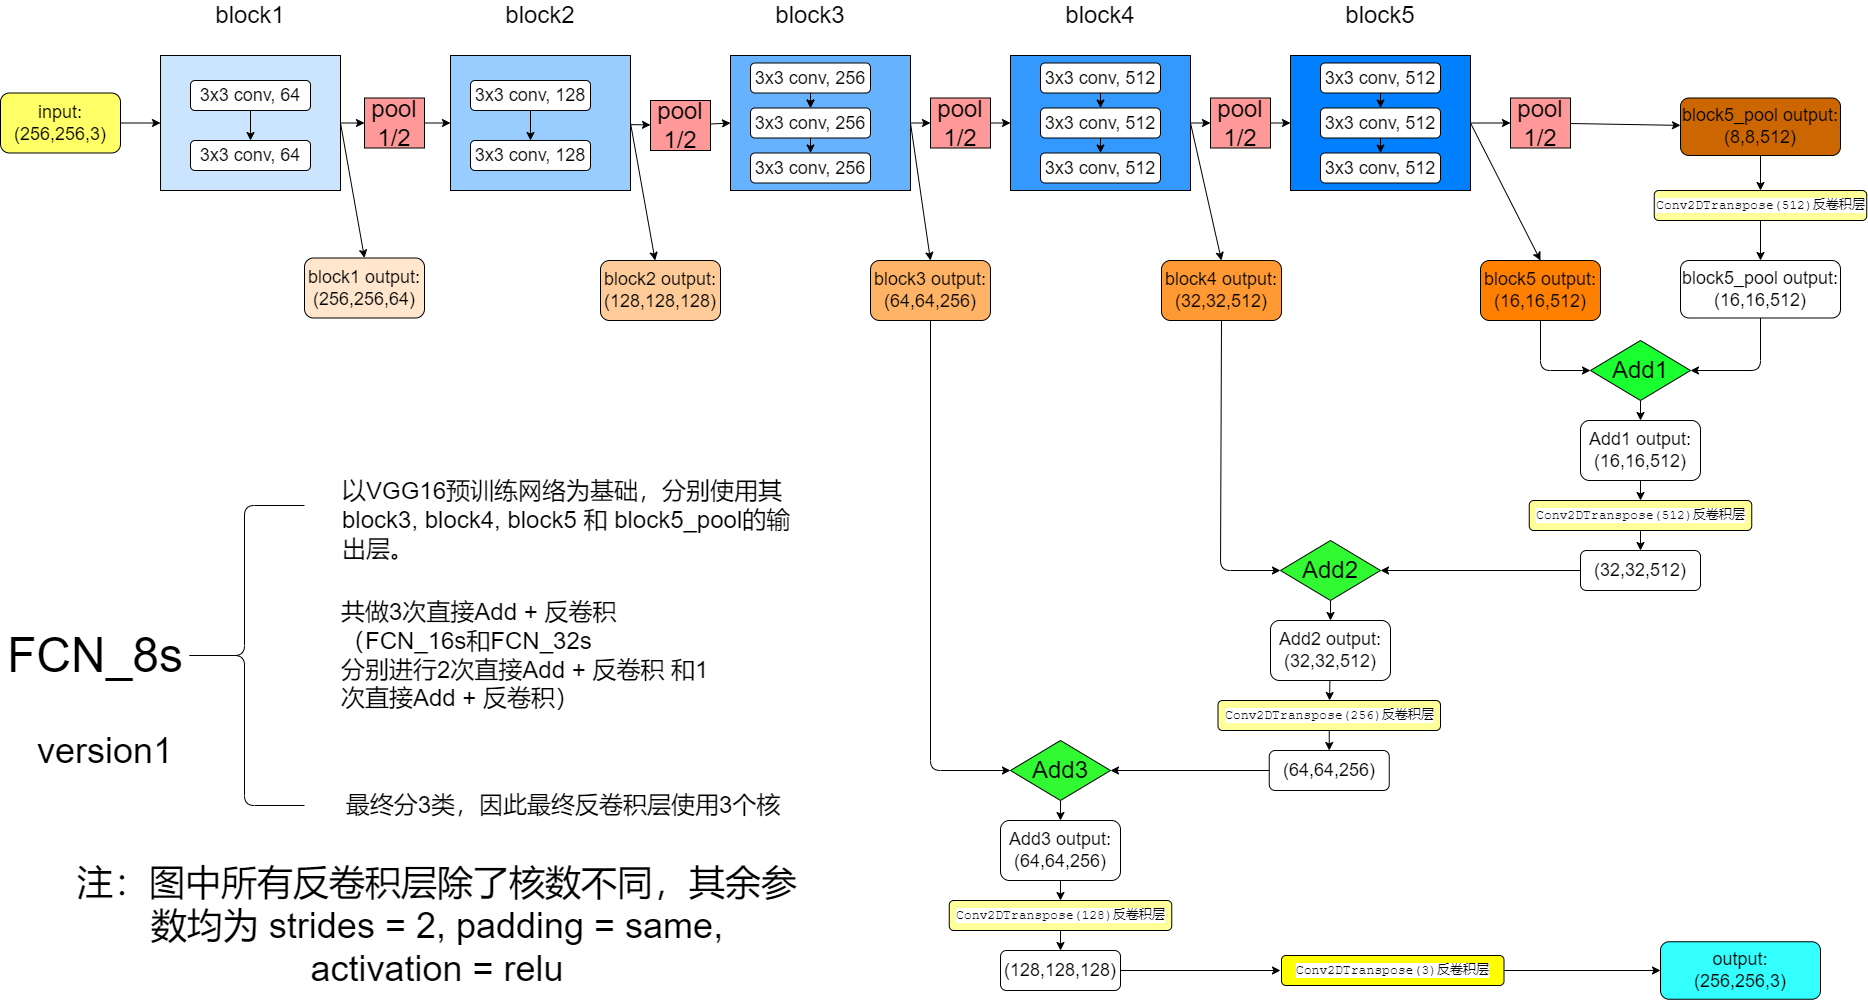 block1
block2
block3
block4
block5
input:
(256,256,3)
3x3 conv, 64
3x3 conv, 64
pool
1/2
3x3 conv, 128
3x3 conv, 128
pool
1/2
3x3 conv, 256
3x3 conv, 256
3x3 conv, 256
pool
1/2
3x3 conv, 512
3x3 conv, 512
3x3 conv, 512
pool
1/2
3x3 conv, 512
3x3 conv, 512
3x3 conv, 512
pool
1/2
block5_pool output:
(8,8,512)
Conv2DTranspose(512)反卷积层
block1 output:
(256,256,64)
block2 output:
(128,128,128)
block3 output:
(64,64,256)
block4 output:
(32,32,512)
block5 output:
(16,16,512)
block5_pool output:
(16,16,512)
Add1
Add1 output:
(16,16,512)
Conv2DTranspose(512)反卷积层
(32,32,512)
Add2
Add2 output:
(32,32,512)
Conv2DTranspose(256)反卷积层
(64,64,256)
Add3
Add3 output:
(64,64,256)
Conv2DTranspose(128)反卷积层
(128,128,128)
Conv2DTranspose(3)反卷积层
output:
(256,256,3)
FCN_8s
version1
以VGG16预训练网络为基础，分别使用其
block3, block4, block5 和 block5_pool的输
出层。
共做3次直接Add + 反卷积
（FCN_16s和FCN_32s
分别进行2次直接Add + 反卷积 和1
次直接Add + 反卷积）
最终分3类，因此最终反卷积层使用3个核
注：图中所有反卷积层除了核数不同，其余参
数均为 strides = 2, padding = same,
activation = relu